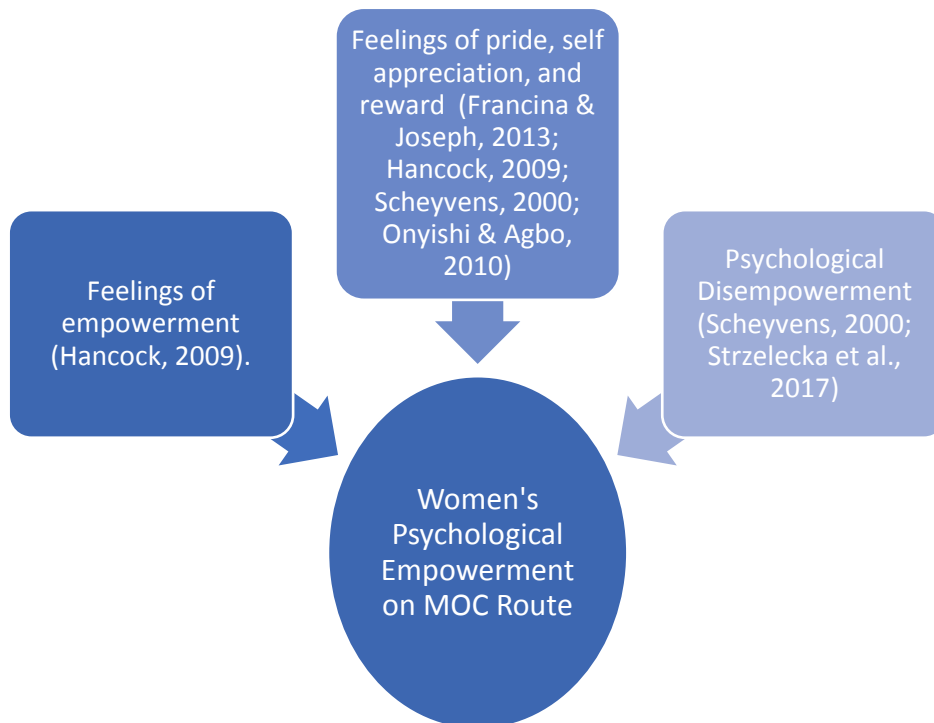 Feelings of pride, self
appreciation, and
reward (Francina &
Joseph, 2013;
Hancock, 2009;
Scheyvens, 2000;
Onyishi & Agbo,
2010)
Feelings of
empowerment
(Hancock, 2009).
Psychological
Disempowerment
(Scheyvens, 2000;
Strzelecka et al.,
2017)
Women's
Psychological
Empowerment
on MOC Route